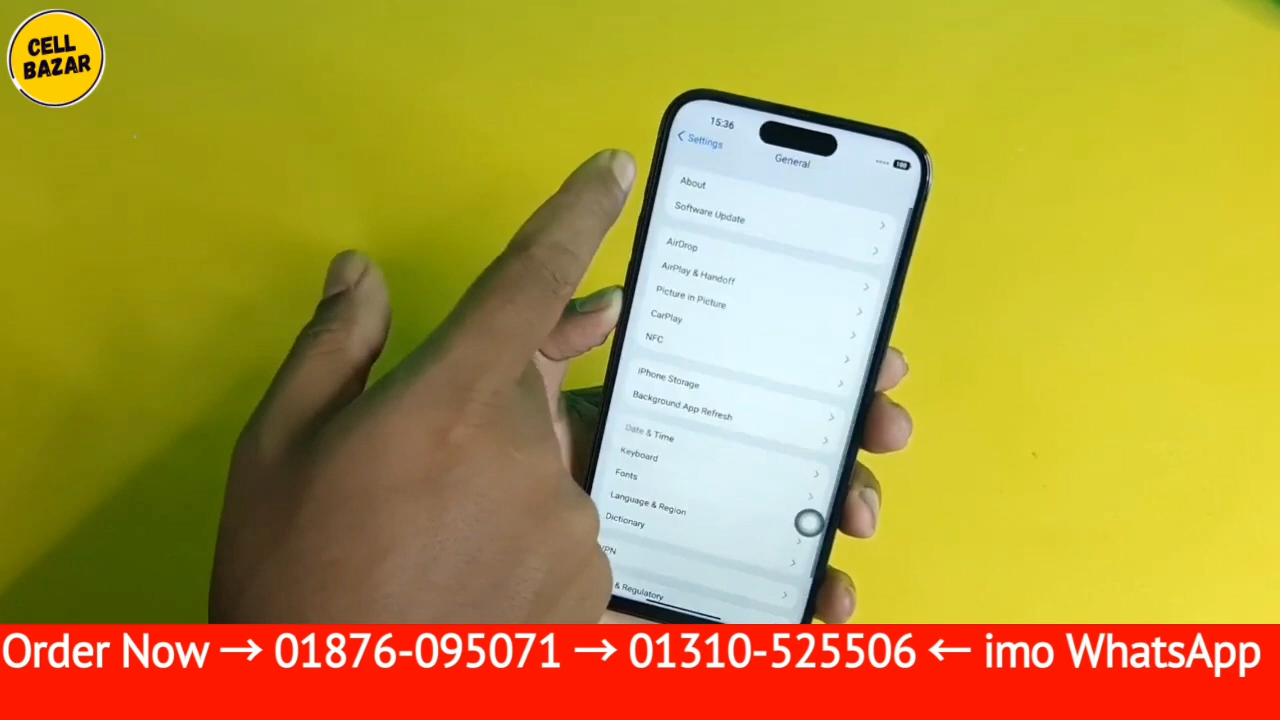 CELL
BAZAR
15:36
100
Settings
General
About
Software Update
AirDrop
AirPlay & Handoff
Picture in Picture
CarPlay
NFC
iPhone Storage
Background App Refresh
Date & Time
Keyboard
Fonts
Language & Region
Dictionary
VPN
& Regulatory
Order Now → 01876-095071 → 01310-525506 ← imo WhatsApp